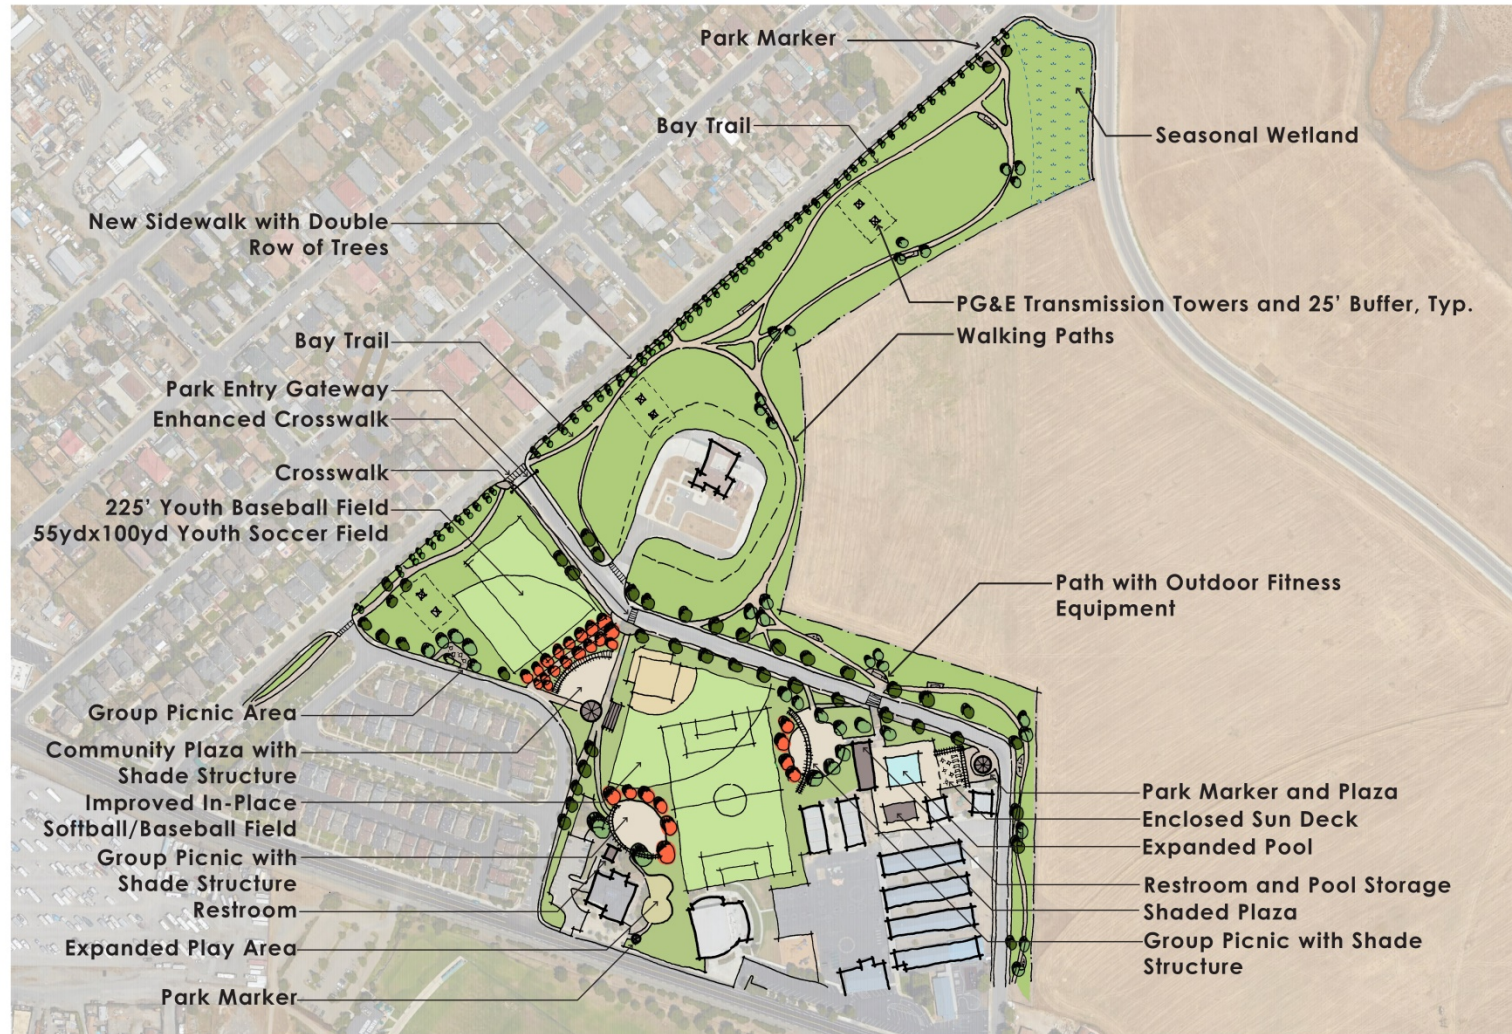 Park Marker
Bay Trail
Seasonal Wetland
New Sidewalk with Double
Row of Trees
PG&E Transmission Towers and 25' Buffer, Typ.
Walking Paths
Bay Trail
Park Entry Gateway
Enhanced Crosswalk
Crosswalk
225' Youth Baseball Field
55ydx100yd Youth Soccer Field
Path with Outdoor Fitness
Equipment
Group Picnic Area
Community Plaza with
Shade Structure
Improved In-Place
Softball/Baseball Field
Group Picnic with
Shade Structure
Restroom
Expanded Play Area
Park Marker
Park Marker and Plaza
Enclosed Sun Deck
Expanded Pool
Restroom and Pool Storage
Shaded Plaza
Group Picnic with Shade
Structure